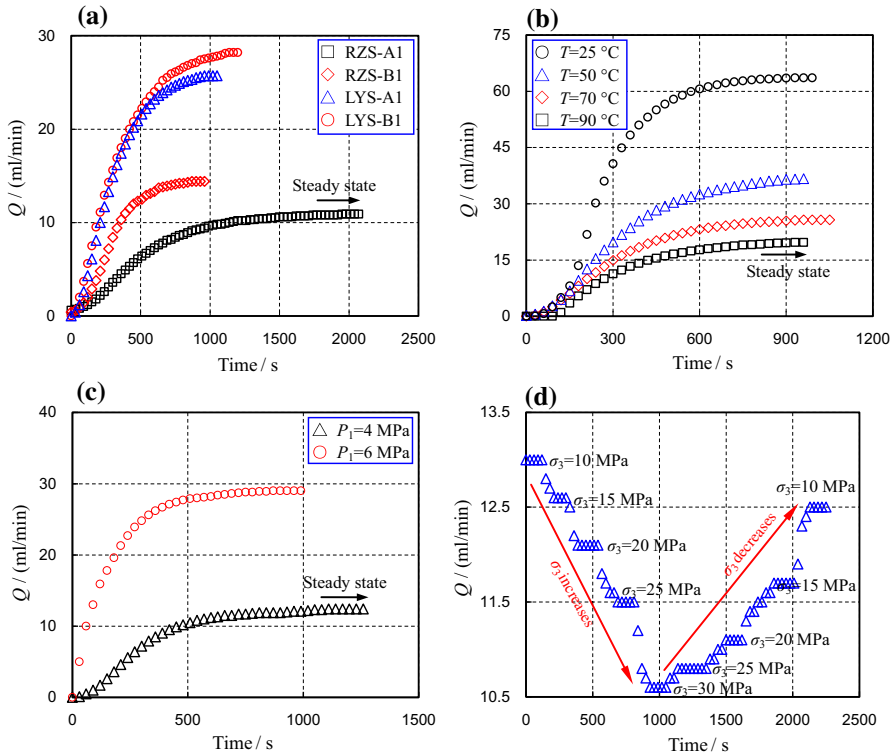 (a)
30
20
10
0
Q / (ml/min)
0 500 1000 1500 2000 2500
Time / s
RZS-A1
RZS-B1
LYS-A1
LYS-B1
Steady state
(b)
75
60
45
30
15
0
Q / (ml/min)
0 300 600 900 1200
Time / s
T=25 °C
T=50 °C
T=70 °C
T=90 °C
Steady state
(c)
40
30
20
10
0
Q / (ml/min)
0 500 1000 1500
Time / s
P₁=4 MPa
P₁=6 MPa
Steady state
(d)
13.5
12.5
11.5
10.5
Q / (ml/min)
0 500 1000 1500 2000 2500
Time / s
σ₃=10 MPa
σ₃=15 MPa
σ₃=20 MPa
σ₃=25 MPa
σ₃ increases
σ₃=30 MPa
σ₃=25 MPa
σ₃=20 MPa
σ₃=15 MPa
σ₃=10 MPa
σ₃ decreases